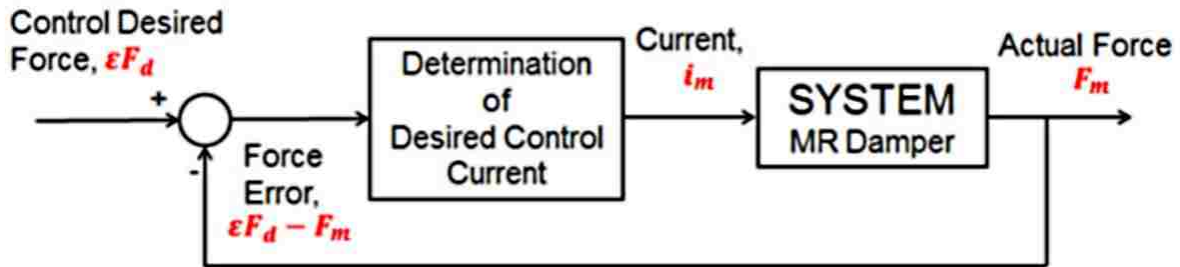 Control Desired
Force, εF_d
+
-
Force
Error,
εF_d − F_m
Determination
of
Desired Control
Current
Current,
i_m
SYSTEM
MR Damper
Actual Force
F_m